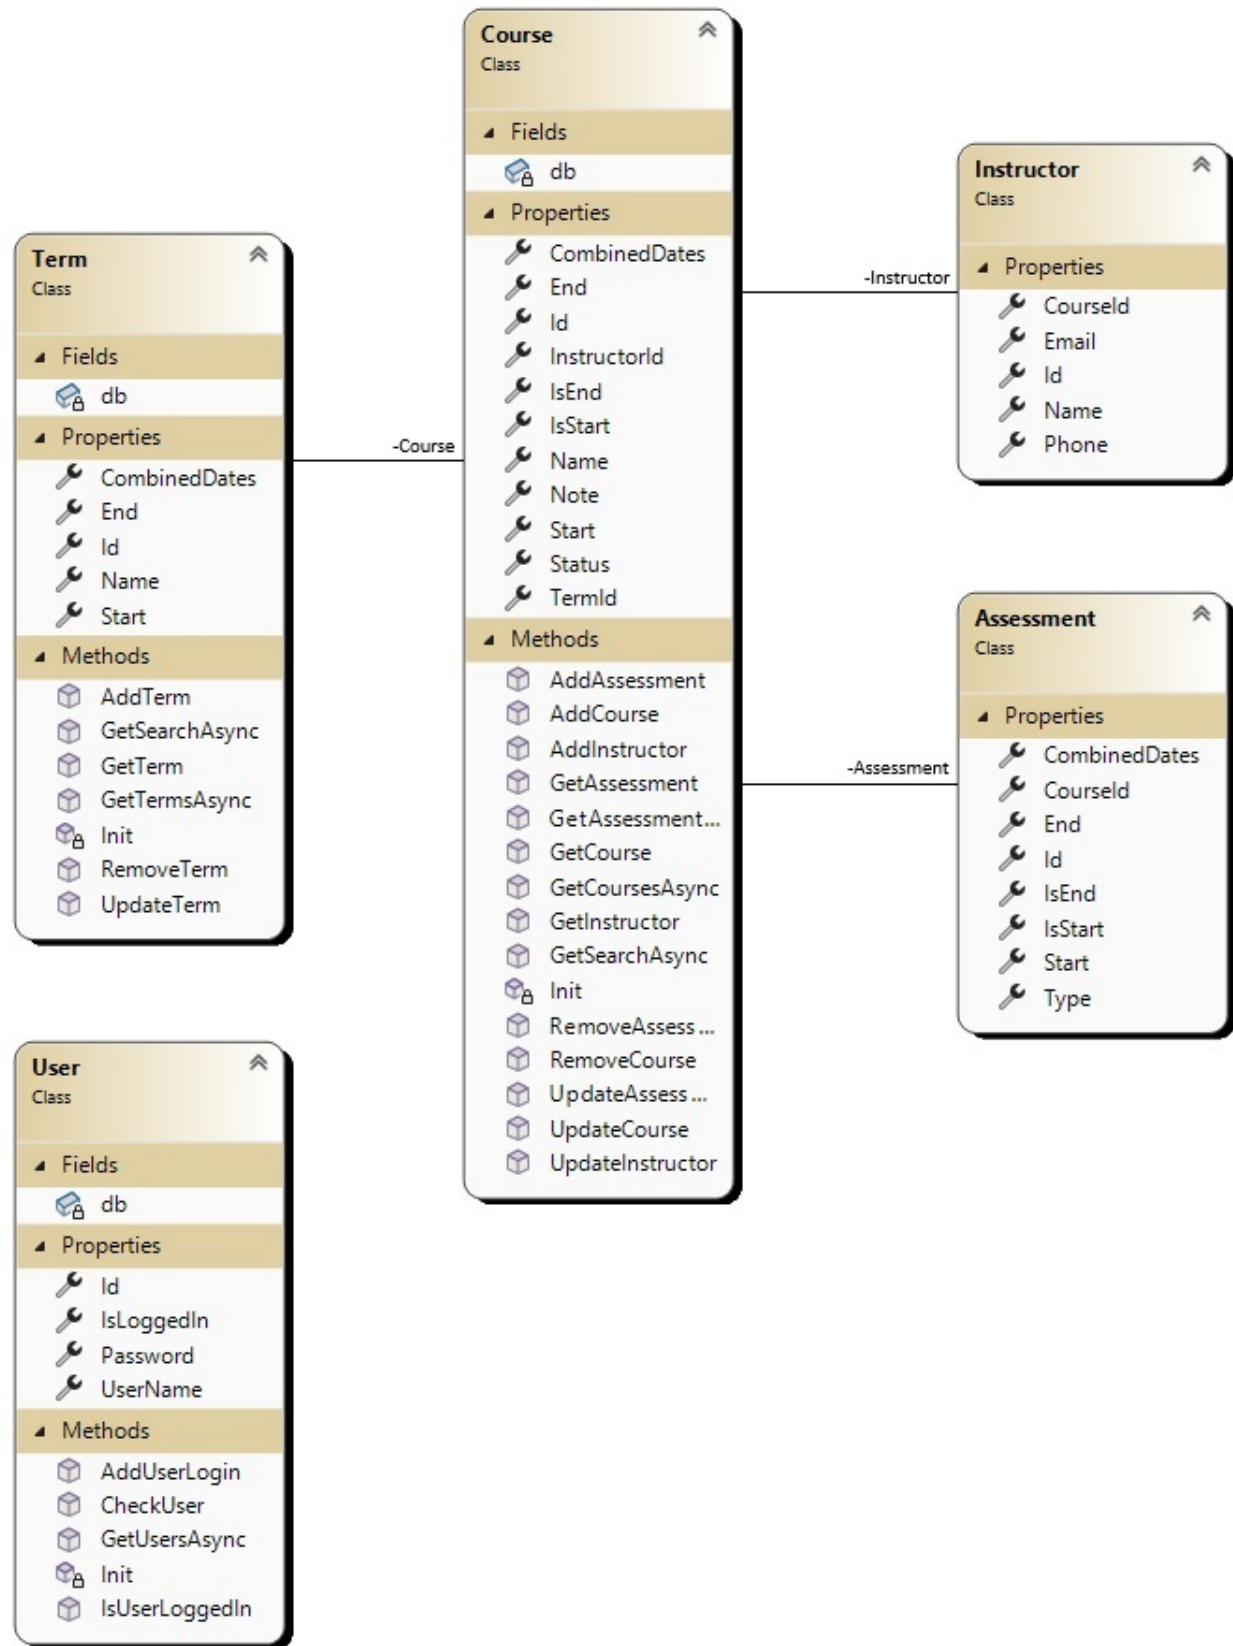 Course
Class
Fields
db
Properties
CombinedDates
End
Id
InstructorId
IsEnd
IsStart
Name
Note
Start
Status
TermId
Methods
AddAssessment
AddCourse
AddInstructor
GetAssessment
GetAssessment...
GetCourse
GetCoursesAsync
GetInstructor
GetSearchAsync
Init
RemoveAssess...
RemoveCourse
UpdateAssess...
UpdateCourse
UpdateInstructor
Term
Class
Fields
db
Properties
CombinedDates
End
Id
Name
Start
Methods
AddTerm
GetSearchAsync
GetTerm
GetTermsAsync
Init
RemoveTerm
UpdateTerm
-Course
-Instructor
Instructor
Class
Properties
CourseId
Email
Id
Name
Phone
-Assessment
Assessment
Class
Properties
CombinedDates
CourseId
End
Id
IsEnd
IsStart
Start
Type
User
Class
Fields
db
Properties
Id
IsLoggedIn
Password
UserName
Methods
AddUserLogin
CheckUser
GetUsersAsync
Init
IsUserLoggedIn